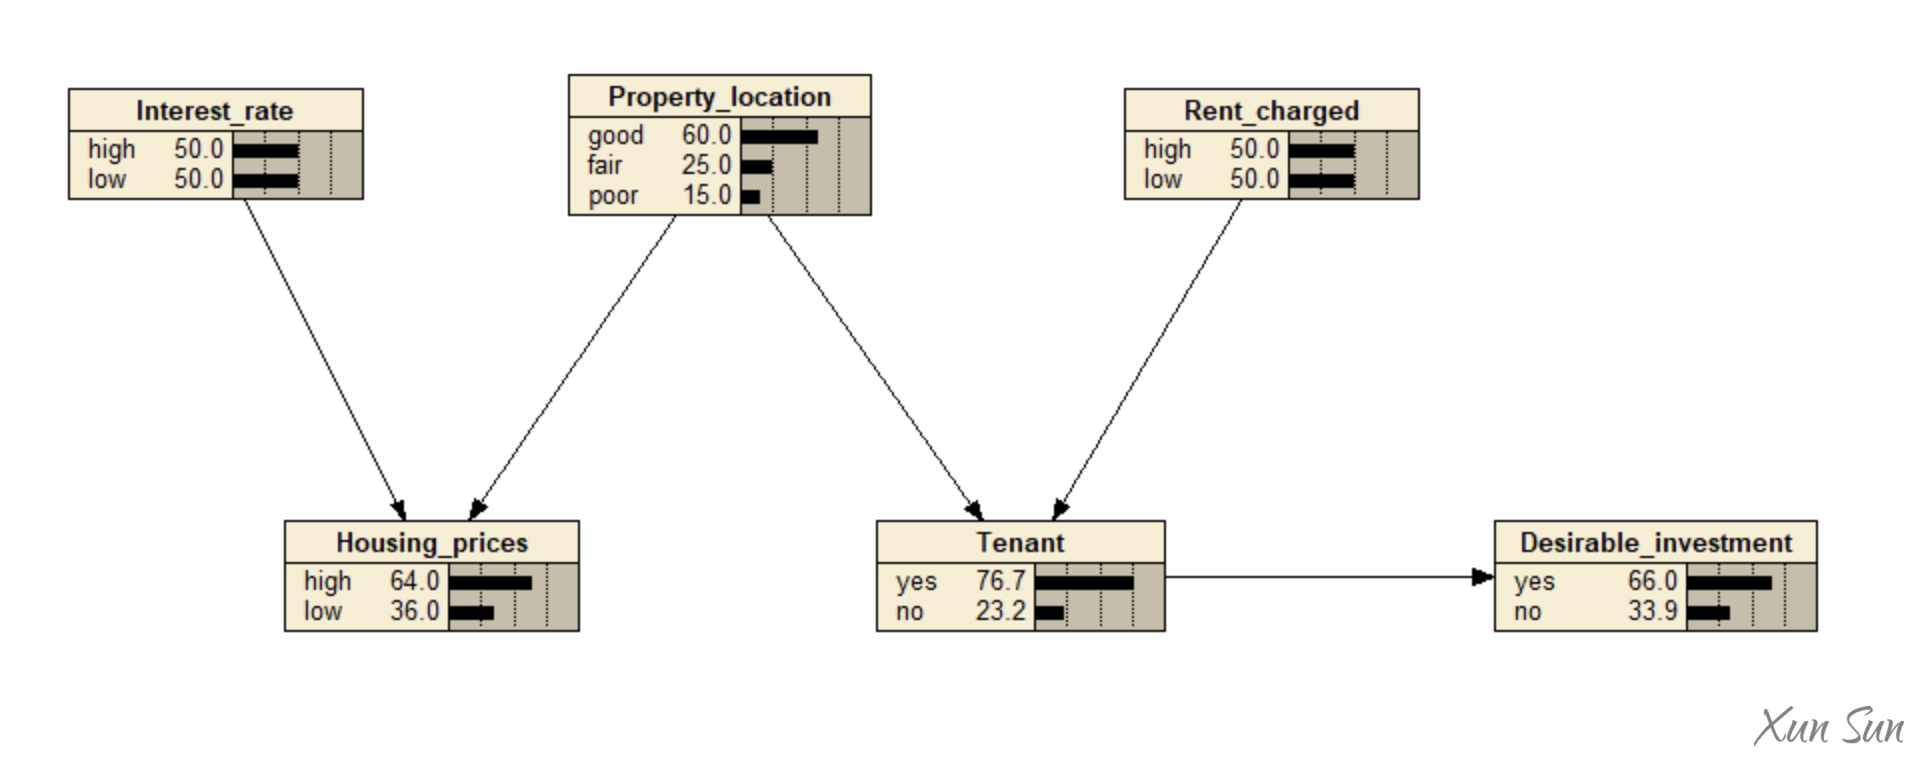 Interest_rate
high 50.0
low 50.0
Property_location
good 60.0
fair 25.0
poor 15.0
Rent_charged
high 50.0
low 50.0
Housing_prices
high 64.0
low 36.0
Tenant
yes 76.7
no 23.2
Desirable_investment
yes 66.0
no 33.9
Xun Sun